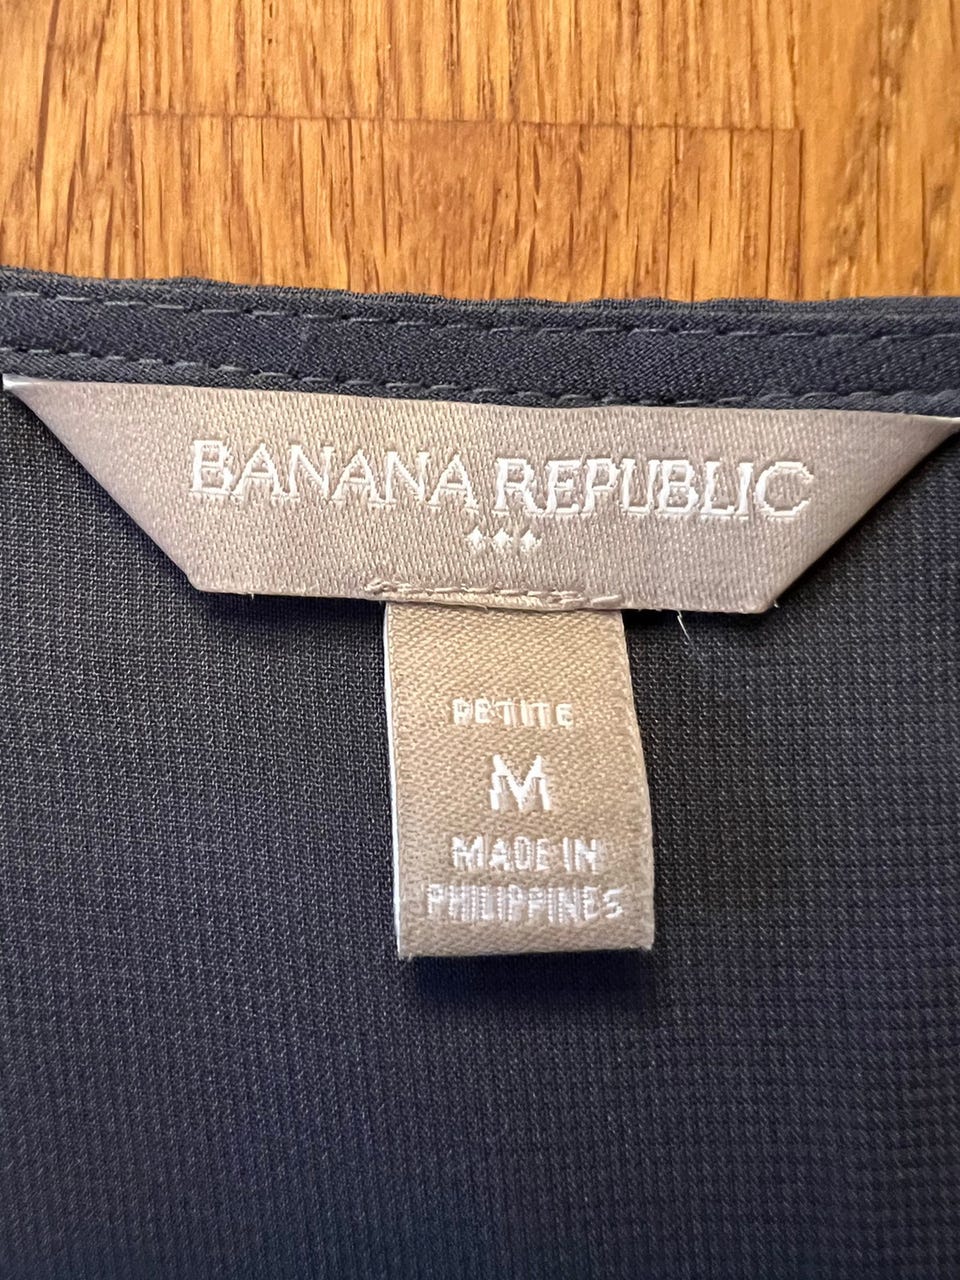 BANANA REPUBLIC
PETITE
M
MADE IN
PHILIPPINES